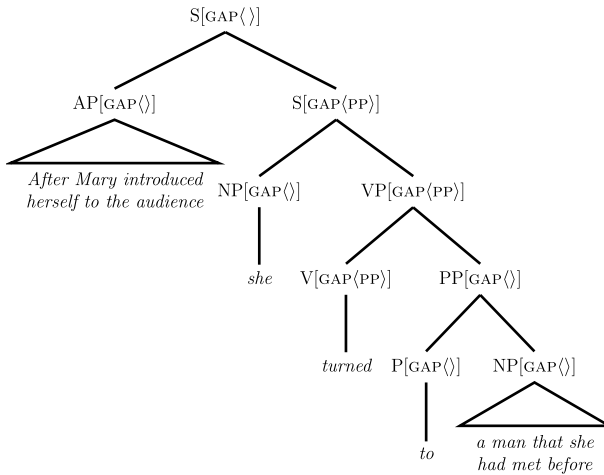 S[GAP⟨ ⟩]
AP[GAP⟨⟩] S[GAP⟨PP⟩]
After Mary introduced
herself to the audience
NP[GAP⟨⟩] VP[GAP⟨PP⟩]
she V[GAP⟨PP⟩] PP[GAP⟨⟩]
turned P[GAP⟨⟩] NP[GAP⟨⟩]
to
a man that she
had met before